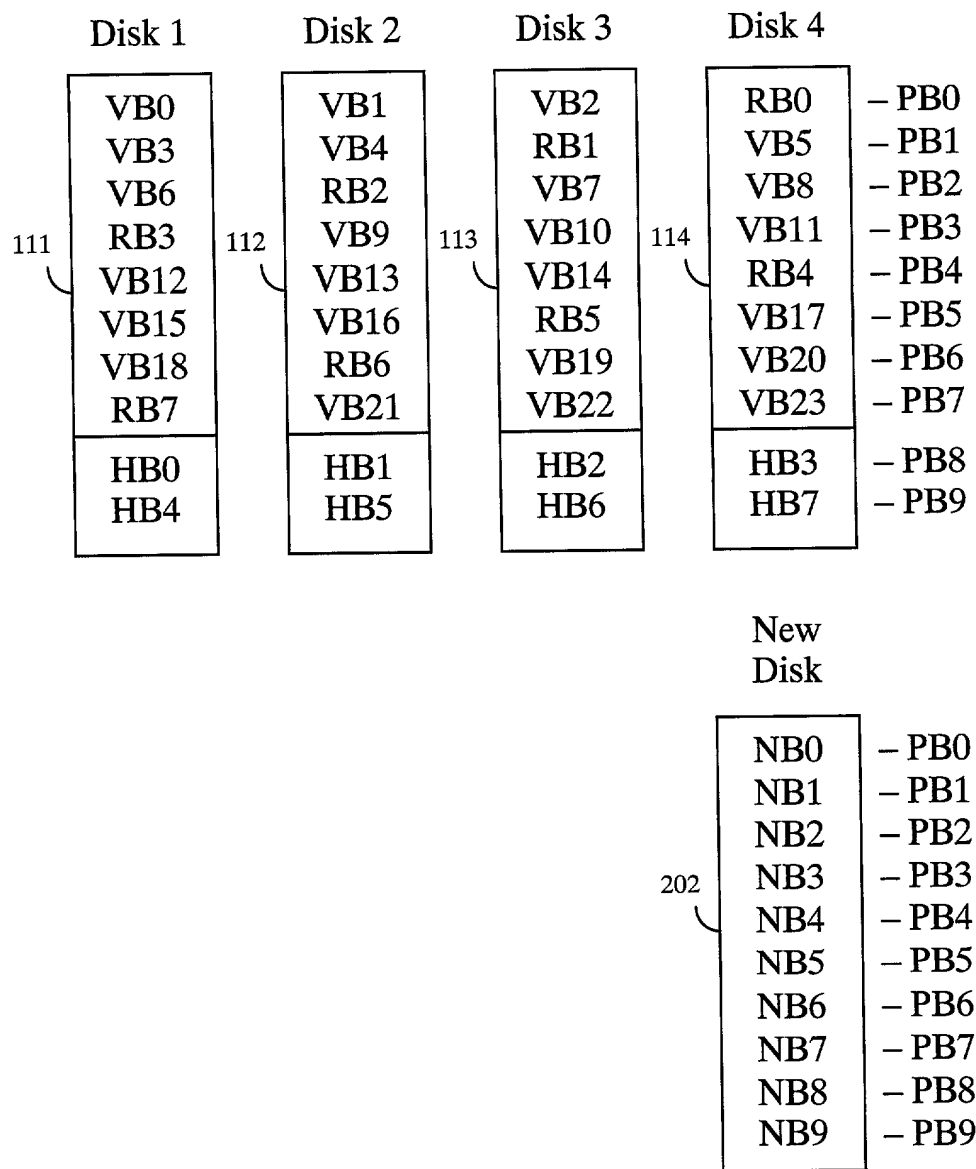 Disk 1 Disk 2 Disk 3 Disk 4
VB0 VB1 VB2 RB0 – PB0
VB3 VB4 RB1 VB5 – PB1
VB6 RB2 VB7 VB8 – PB2
RB3 VB9 VB10 VB11 – PB3
111 112 113 114
VB12 VB13 VB14 RB4 – PB4
VB15 VB16 RB5 VB17 – PB5
VB18 RB6 VB19 VB20 – PB6
RB7 VB21 VB22 VB23 – PB7
HB0 HB1 HB2 HB3 – PB8
HB4 HB5 HB6 HB7 – PB9
New
Disk
NB0 – PB0
NB1 – PB1
NB2 – PB2
NB3 – PB3
202
NB4 – PB4
NB5 – PB5
NB6 – PB6
NB7 – PB7
NB8 – PB8
NB9 – PB9